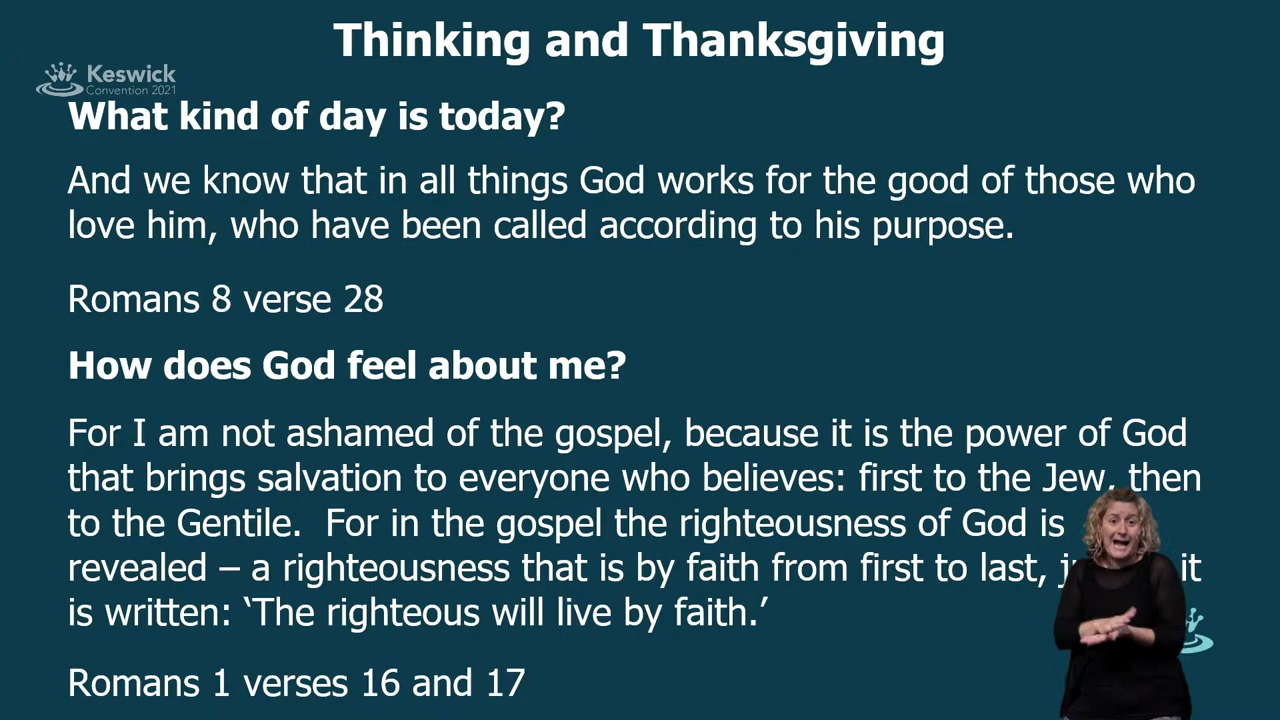 Thinking and Thanksgiving
Keswick
Convention 2021
What kind of day is today?
And we know that in all things God works for the good of those who
love him, who have been called according to his purpose.
Romans 8 verse 28
How does God feel about me?
For I am not ashamed of the gospel, because it is the power of God
that brings salvation to everyone who believes: first to the Jew, then
to the Gentile.  For in the gospel the righteousness of God is
revealed – a righteousness that is by faith from first to last, it
is written: ‘The righteous will live by faith.’
Romans 1 verses 16 and 17